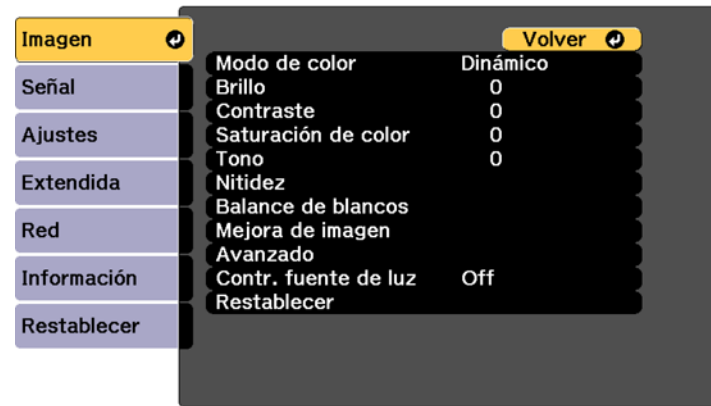 Imagen
Señal
Ajustes
Extendida
Red
Información
Restablecer
Volver
Modo de color Dinámico
Brillo 0
Contraste 0
Saturación de color 0
Tono 0
Nitidez
Balance de blancos
Mejora de imagen
Avanzado
Contr. fuente de luz Off
Restablecer